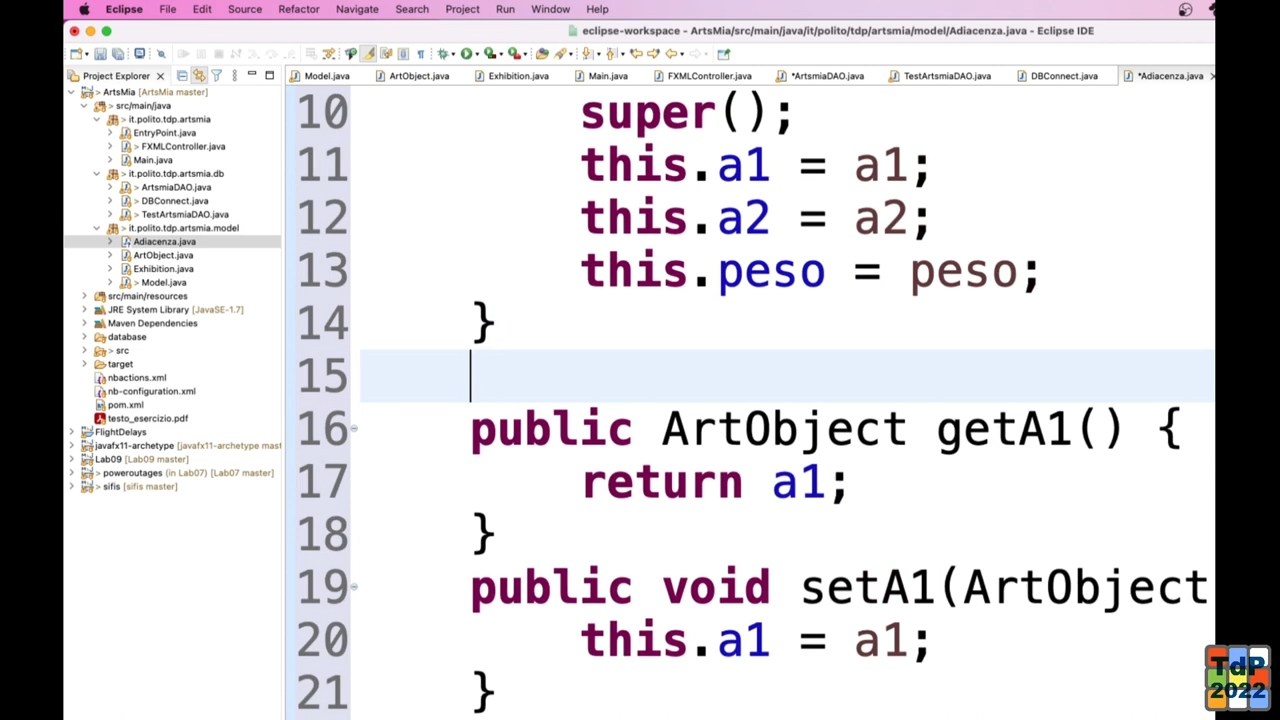 Eclipse File Edit Source Refactor Navigate Search Project Run Window Help
eclipse-workspace - ArtsMia/src/main/java/it/polito/tdp/artsmia/model/Adiacenza.java - Eclipse IDE
Project Explorer
Model.java ArtObject.java Exhibition.java Main.java FXMLController.java *ArtsmiaDAO.java TestArtsmiaDAO.java DBConnect.java *Adiacenza.java
> ArtsMia [ArtsMia master]
> src/main/java
> it.polito.tdp.artsmia
EntryPoint.java
> FXMLController.java
Main.java
> it.polito.tdp.artsmia.db
> ArtsmiaDAO.java
> DBConnect.java
> TestArtsmiaDAO.java
> it.polito.tdp.artsmia.model
Adiacenza.java
ArtObject.java
Exhibition.java
> Model.java
src/main/resources
JRE System Library [JavaSE-1.7]
Maven Dependencies
database
> src
target
nbactions.xml
nb-configuration.xml
pom.xml
testo_esercizio.pdf
FlightDelays
javafx11-archetype [javafx11-archetype mast
Lab09 [Lab09 master]
> poweroutages (in Lab07) [Lab07 master]
> sifis [sifis master]
10 super();
11 this.a1 = a1;
12 this.a2 = a2;
13 this.peso = peso;
14 }
15
16 public ArtObject getA1() {
17 return a1;
18 }
19 public void setA1(ArtObject
20 this.a1 = a1;
21 }
TdP
2022